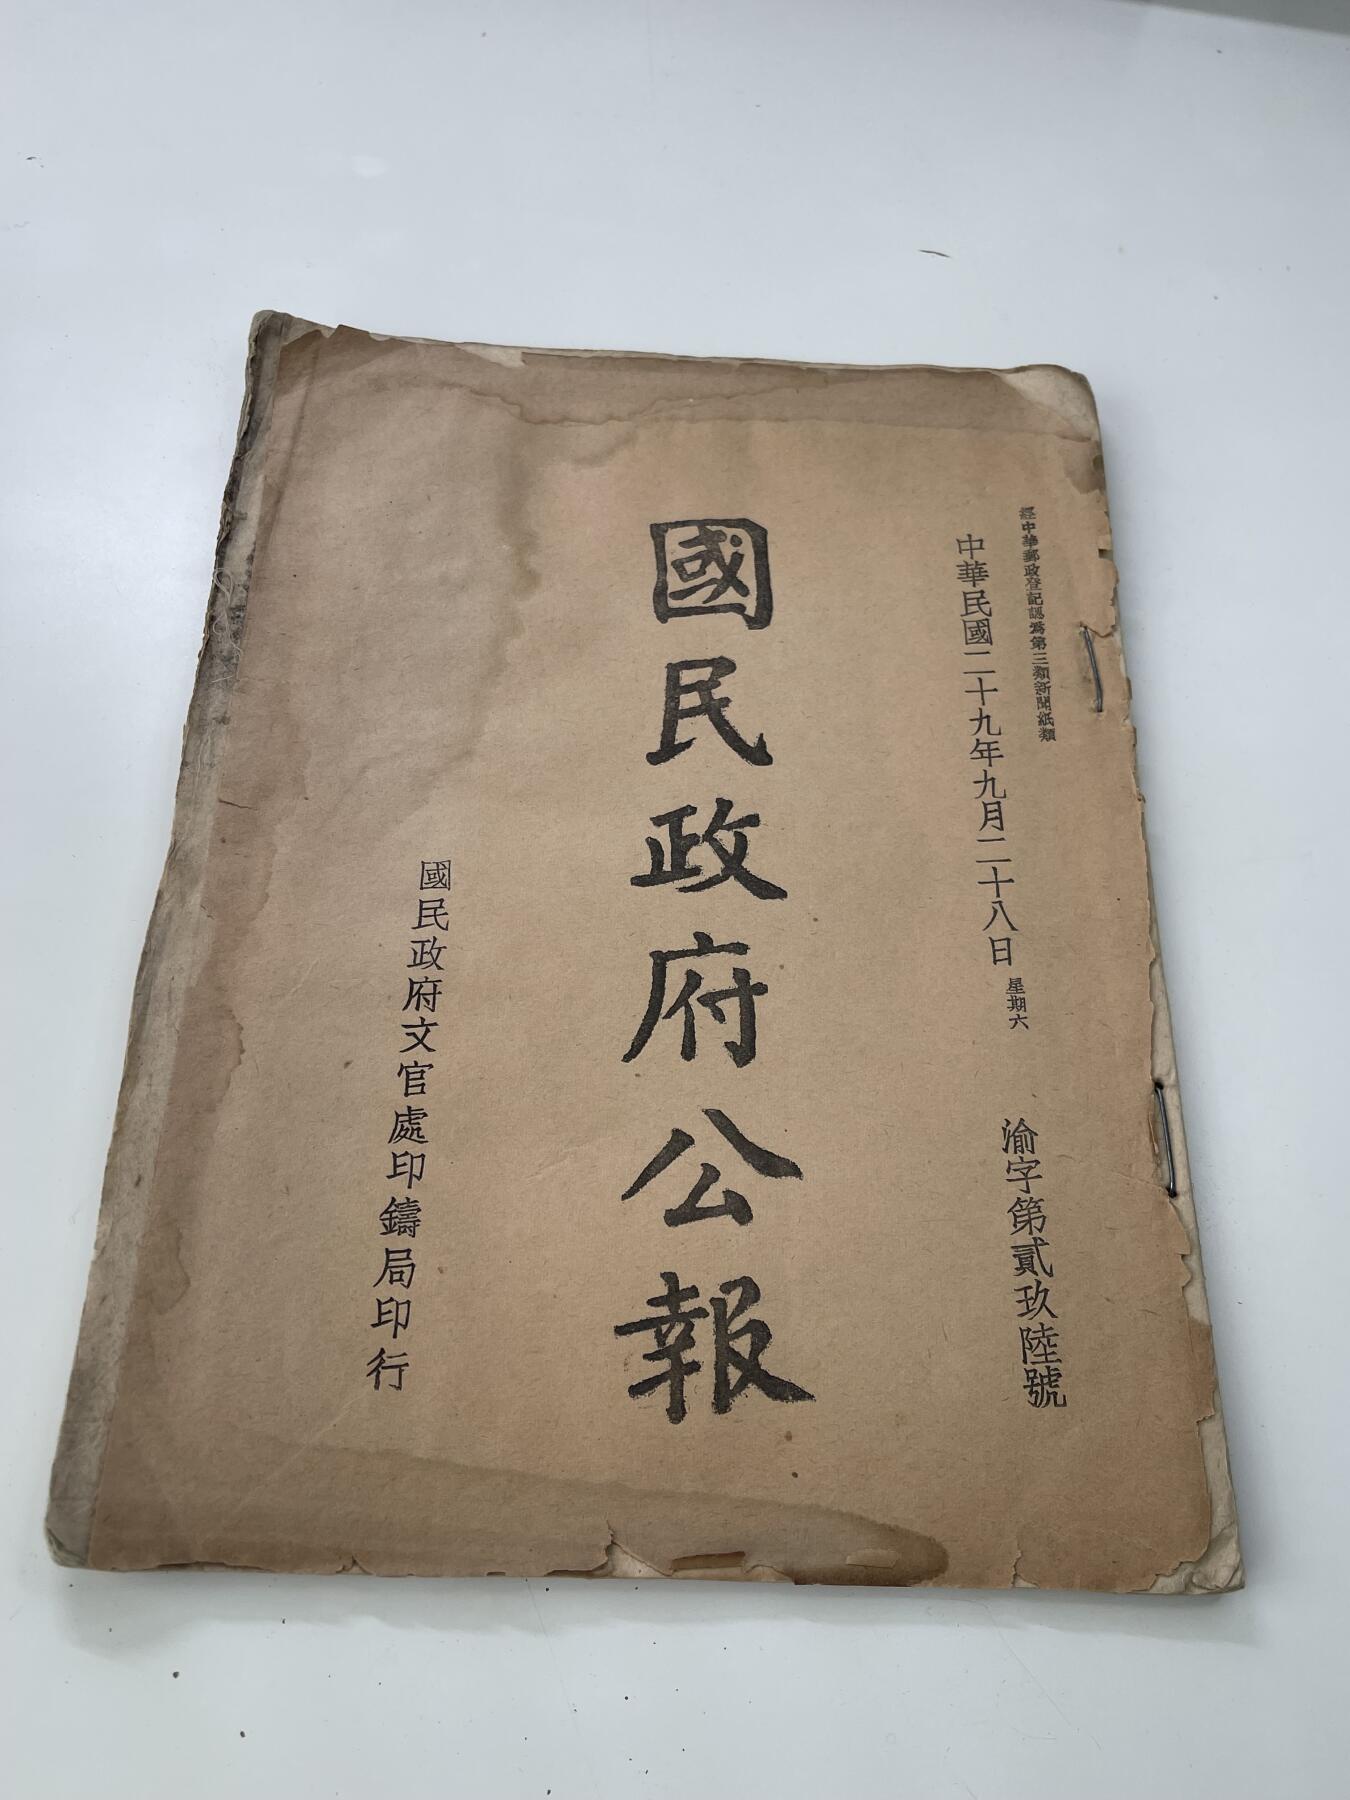 經中華郵政登記認為第三類新聞紙類
中華民國二十九年九月二十八日 星期六
渝字第貳玖陸號
國民政府公報
國民政府文官處印鑄局印行